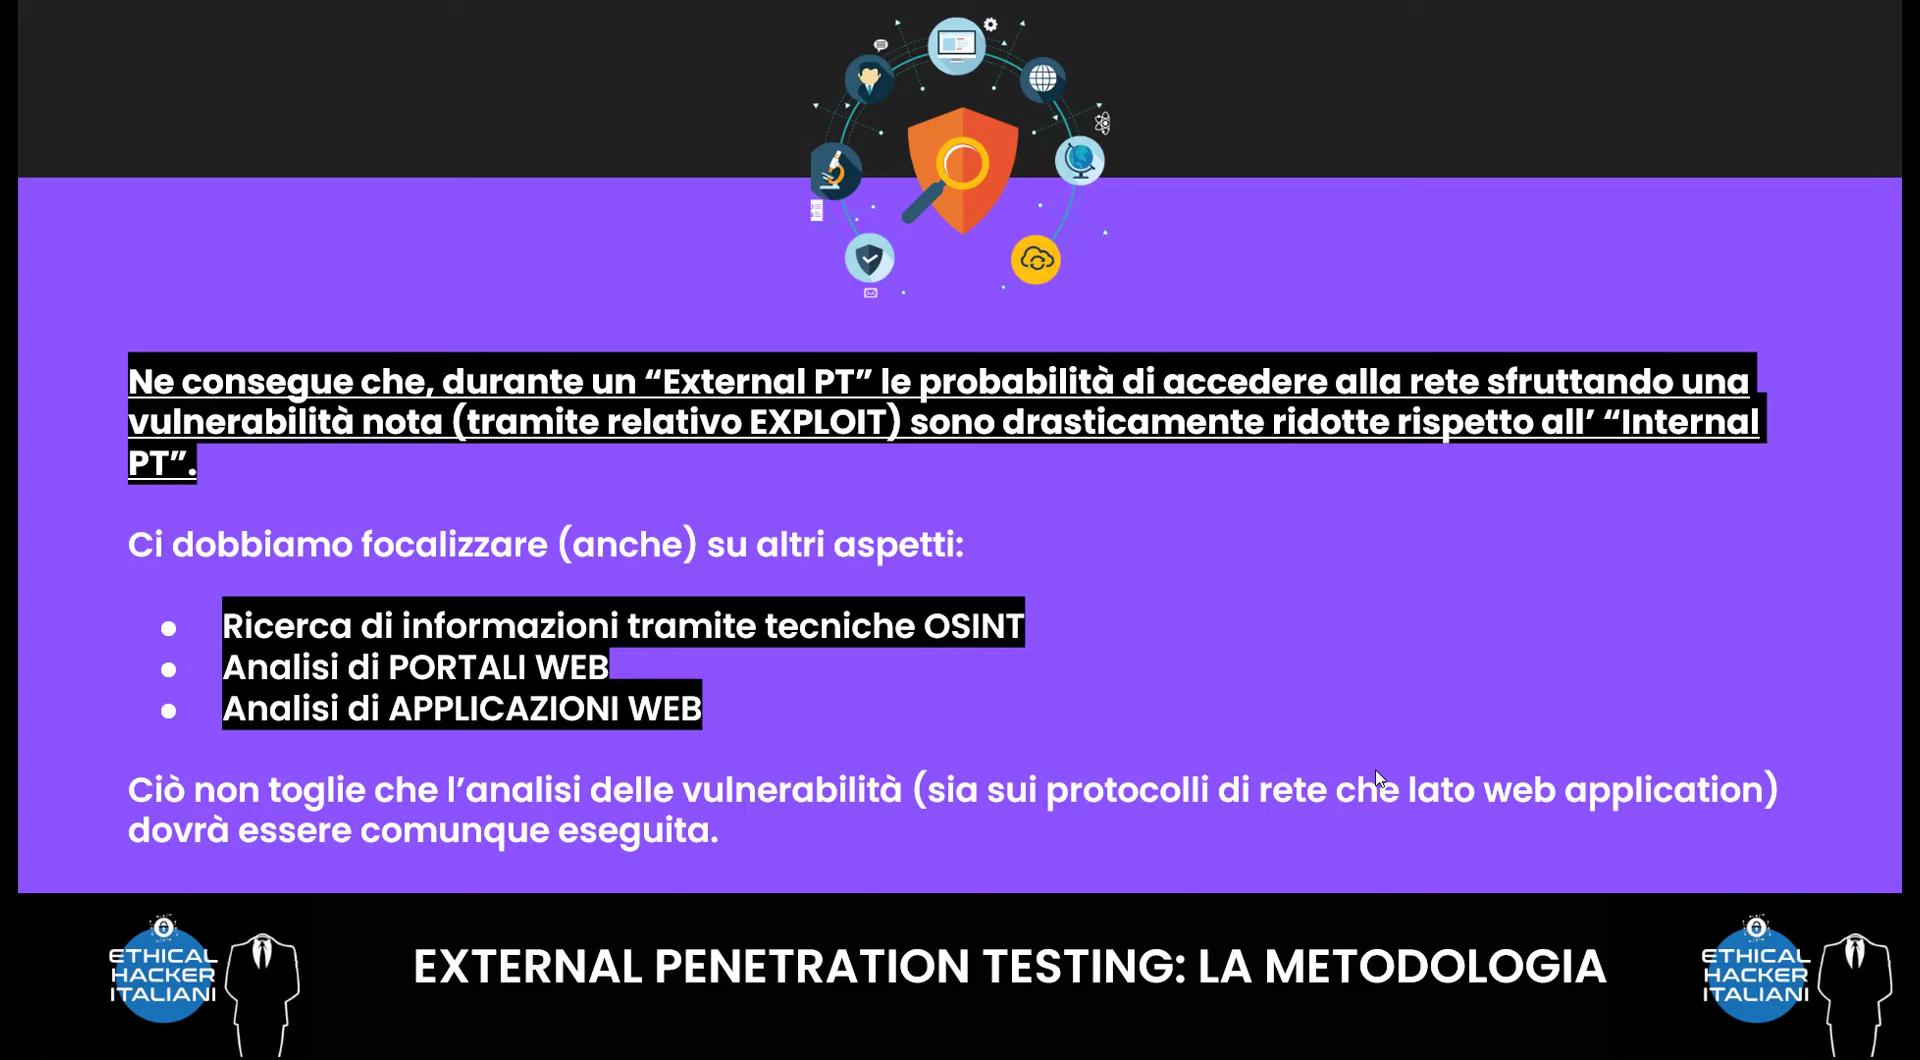 Ne consegue che, durante un “External PT” le probabilità di accedere alla rete sfruttando una
vulnerabilità nota (tramite relativo EXPLOIT) sono drasticamente ridotte rispetto all’ “Internal
PT”.
Ci dobbiamo focalizzare (anche) su altri aspetti:
● Ricerca di informazioni tramite tecniche OSINT
● Analisi di PORTALI WEB
● Analisi di APPLICAZIONI WEB
Ciò non toglie che l’analisi delle vulnerabilità (sia sui protocolli di rete che lato web application)
dovrà essere comunque eseguita.
ETHICAL
HACKER
ITALIANI
EXTERNAL PENETRATION TESTING: LA METODOLOGIA
ETHICAL
HACKER
ITALIANI